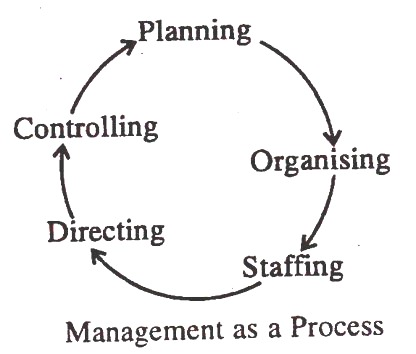 Planning
Organising
Staffing
Directing
Controlling
Management as a Process